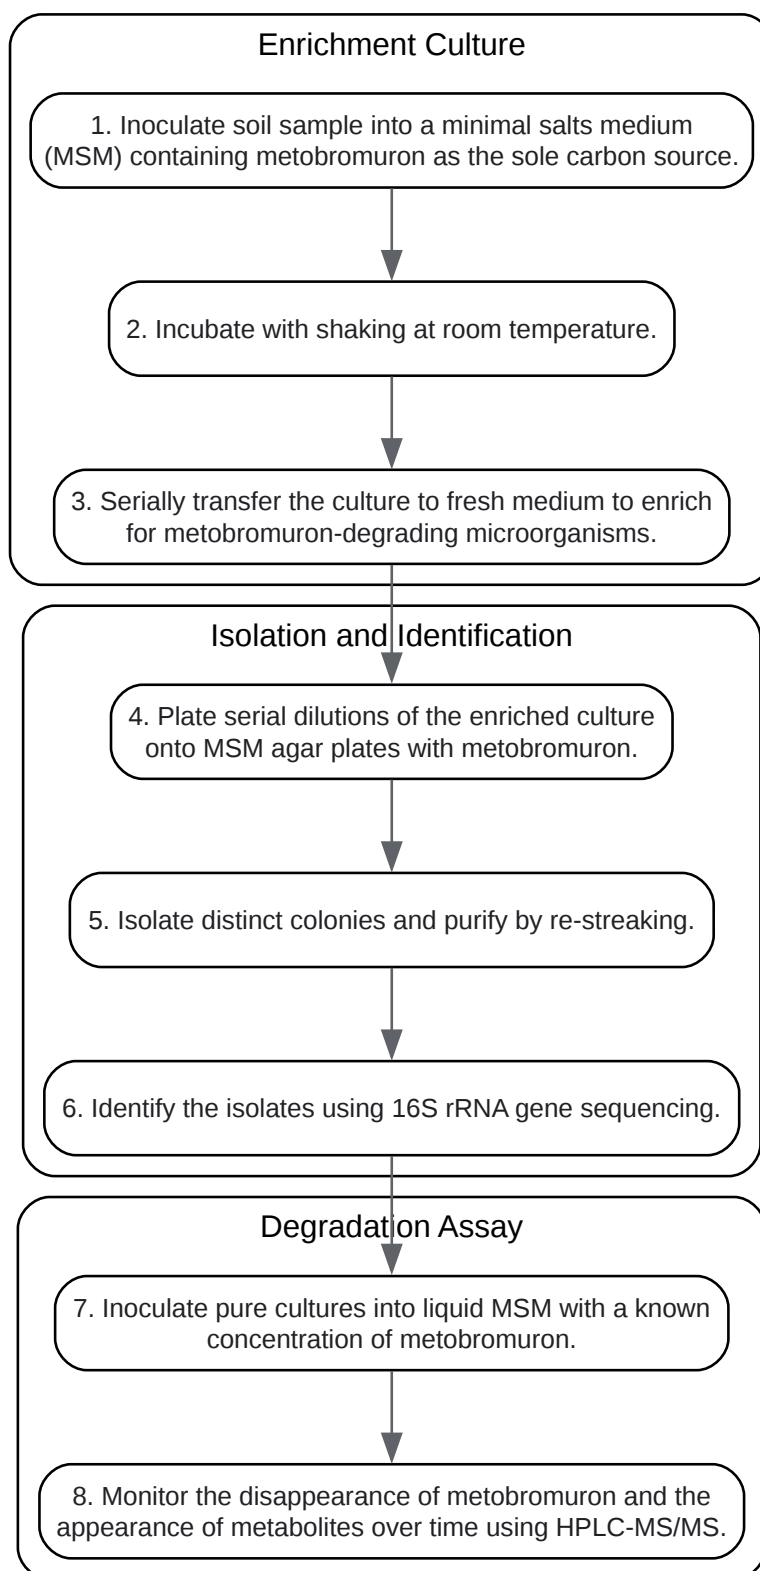 Enrichment Culture
1. Inoculate soil sample into a minimal salts medium
(MSM) containing metobromuron as the sole carbon source.
2. Incubate with shaking at room temperature.
3. Serially transfer the culture to fresh medium to enrich
for metobromuron-degrading microorganisms.
Isolation and Identification
4. Plate serial dilutions of the enriched culture
onto MSM agar plates with metobromuron.
5. Isolate distinct colonies and purify by re-streaking.
6. Identify the isolates using 16S rRNA gene sequencing.
Degradation Assay
7. Inoculate pure cultures into liquid MSM with a known
concentration of metobromuron.
8. Monitor the disappearance of metobromuron and the
appearance of metabolites over time using HPLC-MS/MS.